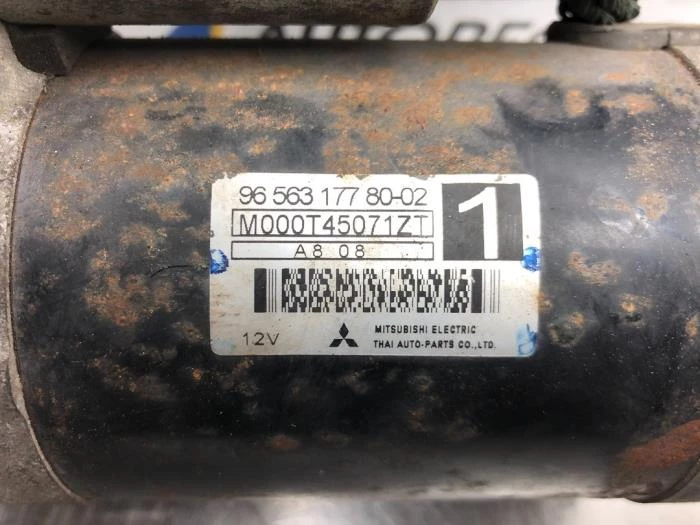 96 563 177 80-02
M000T45071ZT
1
A8 08
12V
MITSUBISHI ELECTRIC
THAI AUTO-PARTS CO.,LTD.